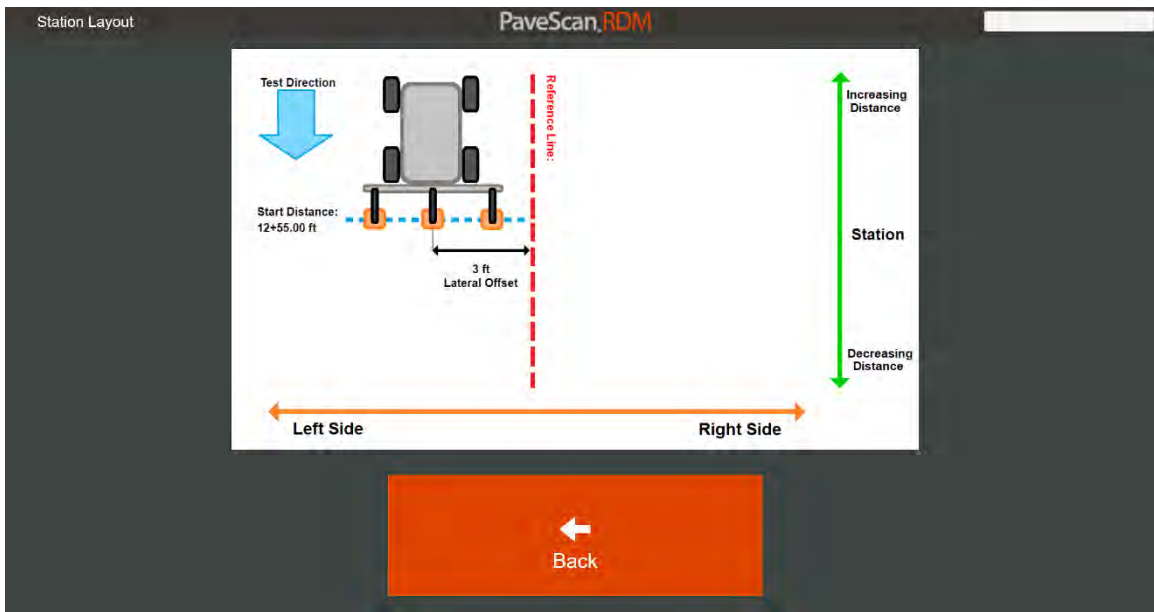 Station Layout
PaveScan.RDM
Test Direction
Reference Line:
Increasing
Distance
Start Distance:
12+55.00 ft
Station
3 ft
Lateral Offset
Decreasing
Distance
Left Side
Right Side
Back